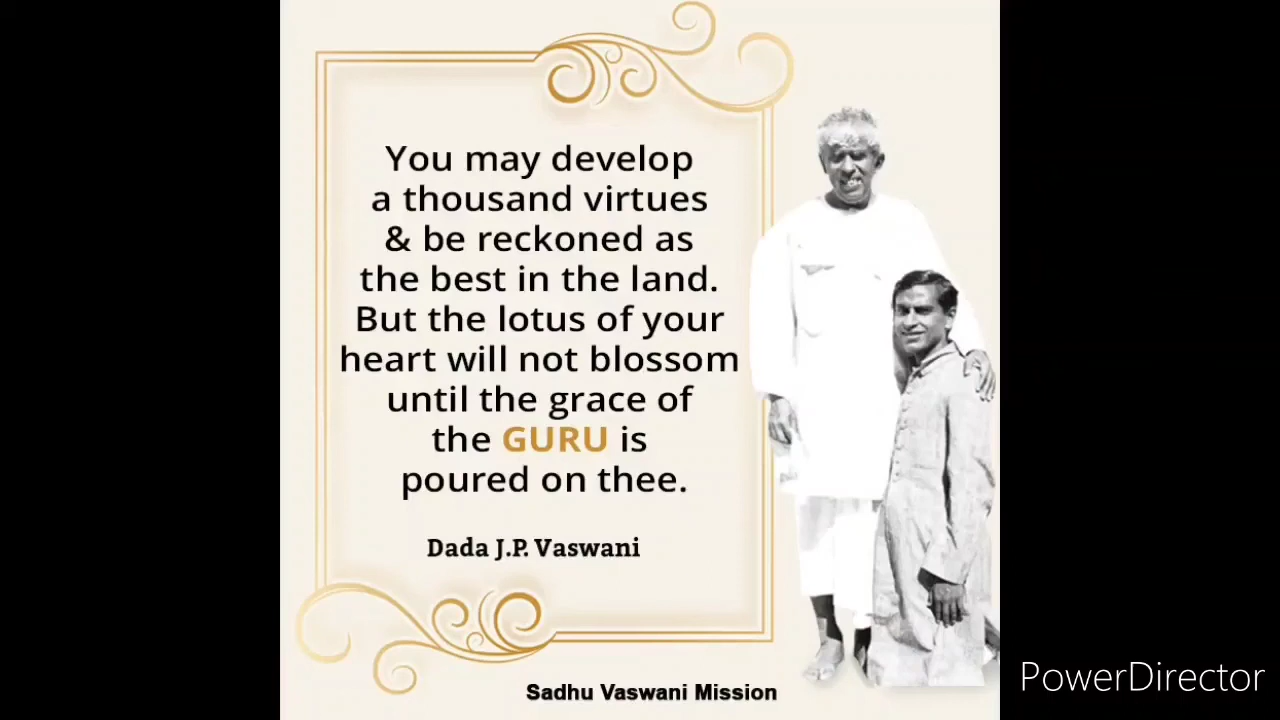 You may develop
a thousand virtues
& be reckoned as
the best in the land.
But the lotus of your
heart will not blossom
until the grace of
the GURU is
poured on thee.
Dada J.P. Vaswani
Sadhu Vaswani Mission
PowerDirector